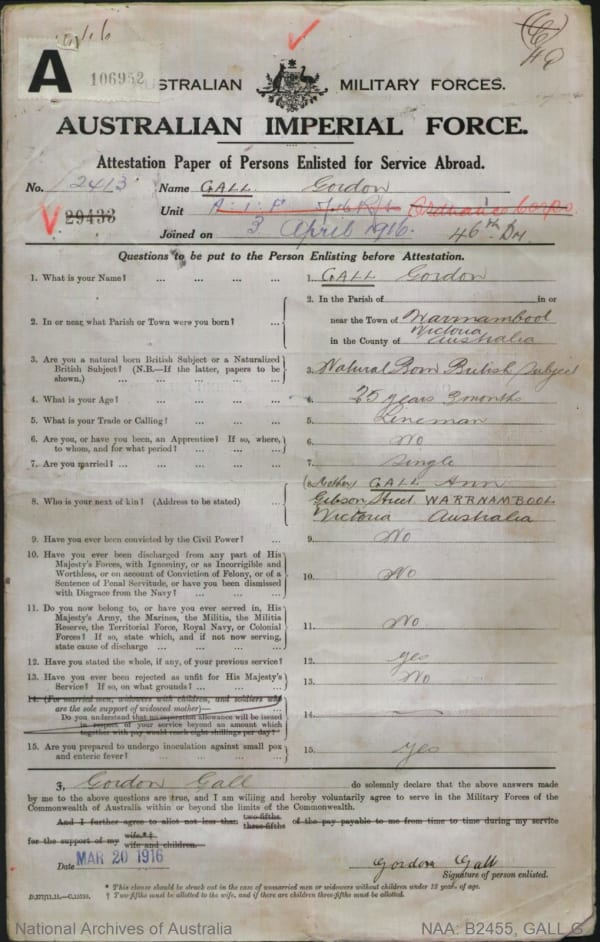 A
106952
AUSTRALIAN MILITARY FORCES.
AUSTRALIAN IMPERIAL FORCE.
Attestation Paper of Persons Enlisted for Service Abroad.
No. 2413 Name GALL Gordon
29433 Unit A.I.F. Ordnance Corps.
Joined on 3 April 1916. 46th Bn
Questions to be put to the Person Enlisting before Attestation.
1. What is your Name? ... ... ... ... 1. GALL Gordon
2. In or near what Parish or Town were you born? ... 2. In the Parish of in or
near the Town of Warrnambool
Victoria
in the County of Australia
3. Are you a natural born British Subject or a Naturalized British Subject? (N.B.—If the latter, papers to be shown.) ... ... ... ... 3. Natural Born British Subject
4. What is your Age? ... ... ... ... 4. 25 years 9 months
5. What is your Trade or Calling? ... ... ... 5. Lineman
6. Are you, or have you been, an Apprentice? If so, where, to whom, and for what period? ... ... ... 6. No
7. Are you married? ... ... ... ... 7. Single
8. Who is your next of kin? (Address to be stated) ... 8. (Mother) GALL Ann
Gibson Street WARRNAMBOOL
Victoria Australia
9. Have you ever been convicted by the Civil Power? ... 9. No
10. Have you ever been discharged from any part of His Majesty's Forces, with Ignominy, or as Incorrigible and Worthless, or on account of Conviction of Felony, or of a Sentence of Penal Servitude, or have you been dismissed with Disgrace from the Navy? ... ... ... 10. No
11. Do you now belong to, or have you ever served in, His Majesty's Army, the Marines, the Militia, the Militia Reserve, the Territorial Force, Royal Navy, or Colonial Forces? If so, state which, and if not now serving, state cause of discharge ... ... ... ... 11. No
12. Have you stated the whole, if any, of your previous service? 12. Yes
13. Have you ever been rejected as unfit for His Majesty's Service? If so, on what grounds? ... ... ... 13. No
14. (For married men, widowers with children, and soldiers who are the sole support of widowed mother)—
Do you understand that no separation allowance will be issued in respect of your service beyond an amount which together with pay would reach eight shillings per day? 14.
15. Are you prepared to undergo inoculation against small pox and enteric fever? ... ... ... ... 15. Yes
I, Gordon Gall do solemnly declare that the above answers made
by me to the above questions are true, and I am willing and hereby voluntarily agree to serve in the Military Forces of the
Commonwealth of Australia within or beyond the limits of the Commonwealth.
And I further agree to allot not less than two-fifths three-fifths of the pay payable to me from time to time during my service
for the support of my wife.*† wife and children.
Date MAR 20 1916 Gordon Gall
Signature of person enlisted.
* This clause should be struck out in the case of unmarried men or widowers without children under 18 years of age.
† Two fifths must be allotted to the wife, and if there are children three-fifths must be allotted.
National Archives of Australia NAA: B2455, GALL G